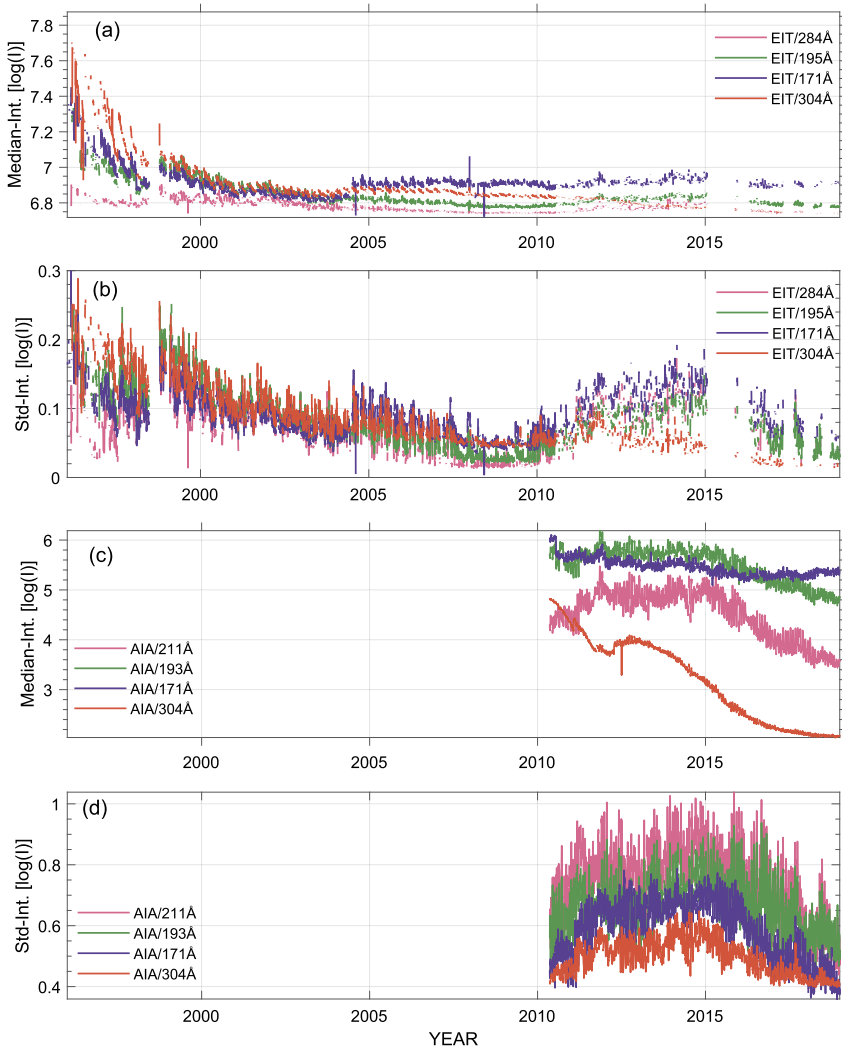 (a)
7.8
7.6
7.4
7.2
7
6.8
Median-Int. [log(I)]
EIT/284Å
EIT/195Å
EIT/171Å
EIT/304Å
2000
2005
2010
2015
(b)
0.3
0.2
0.1
0
Std-Int. [log(I)]
EIT/284Å
EIT/195Å
EIT/171Å
EIT/304Å
2000
2005
2010
2015
(c)
6
5
4
3
Median-Int. [log(I)]
AIA/211Å
AIA/193Å
AIA/171Å
AIA/304Å
2000
2005
2010
2015
(d)
1
0.8
0.6
0.4
Std-Int. [log(I)]
AIA/211Å
AIA/193Å
AIA/171Å
AIA/304Å
2000
2005
2010
2015
YEAR